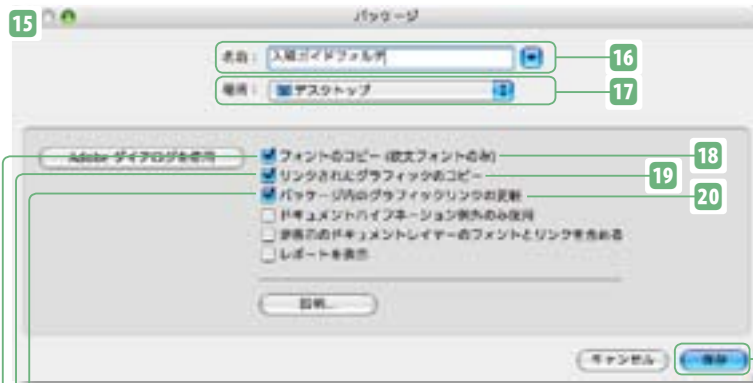 15 パッケージ
名前： 入稿ガイドフォルダ 16
場所： デスクトップ 17
Adobe ダイアログを使用
フォントのコピー (欧文フォントのみ) 18
リンクされたグラフィックのコピー 19
パッケージ内のグラフィックリンクの更新 20
ドキュメントハイフネーション例外のみ使用
非表示のドキュメントレイヤーのフォントとリンクを含める
レポートを表示
説明...
キャンセル 保存